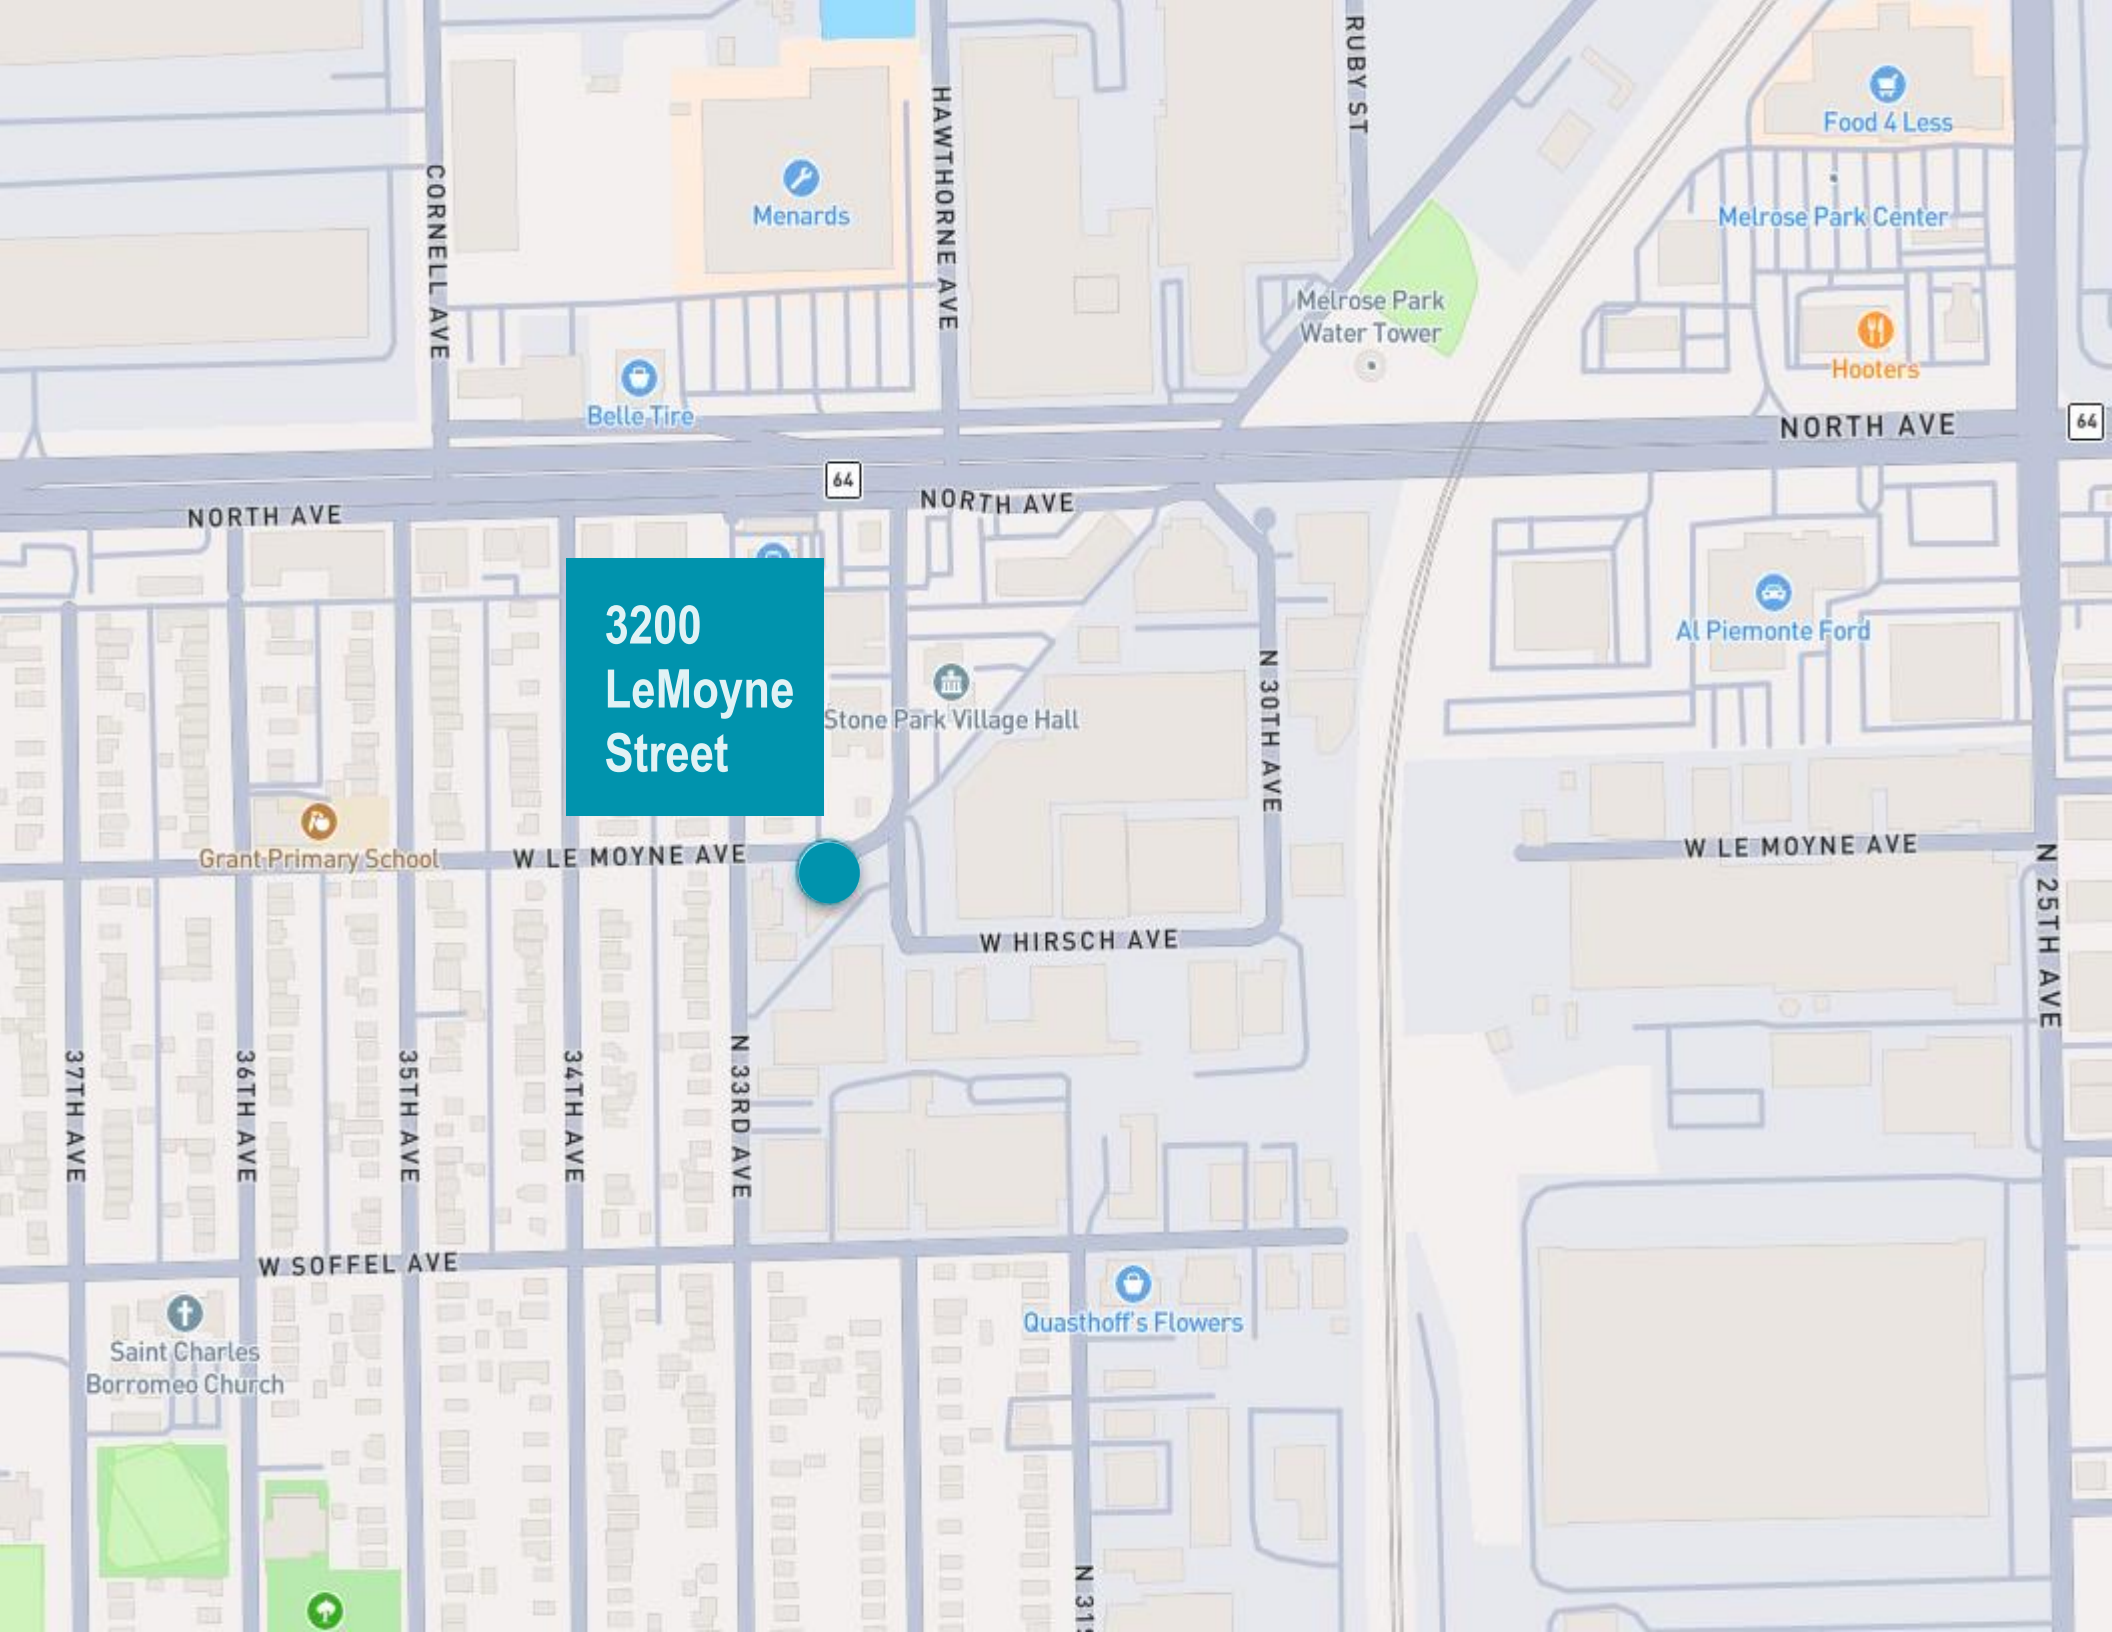 RUBY ST
HAWTHORNE AVE
CORNELL AVE
Food 4 Less
Menards
Melrose Park Center
Melrose Park
Water Tower
Hooters
Belle Tire
NORTH AVE
64
64
NORTH AVE
NORTH AVE
3200
LeMoyne
Street
Al Piemonte Ford
Stone Park Village Hall
N 30TH AVE
Grant Primary School
W LE MOYNE AVE
W LE MOYNE AVE
N 25TH AVE
W HIRSCH AVE
37TH AVE
36TH AVE
35TH AVE
34TH AVE
N 33RD AVE
W SOFFEL AVE
Quasthoff's Flowers
Saint Charles
Borromeo Church
N 31